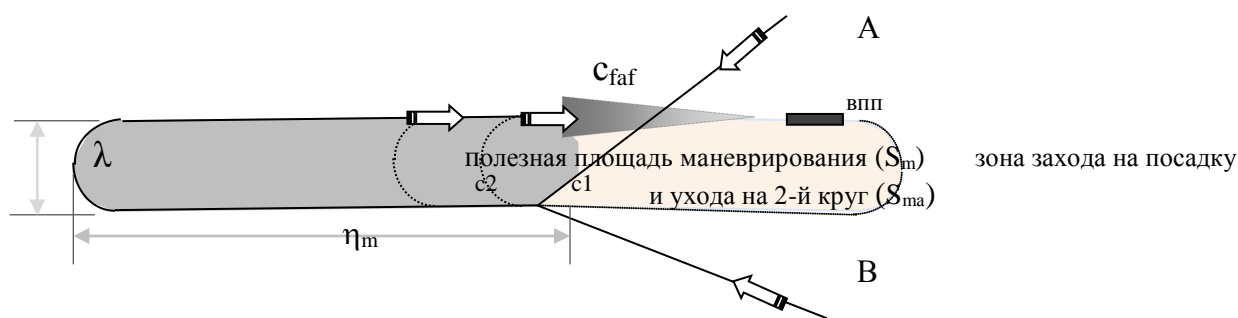 A
c_faf
впп
λ
полезная площадь маневрирования (S_m) зона захода на посадку
c2 c1
и ухода на 2-й круг (S_ma)
η_m
B